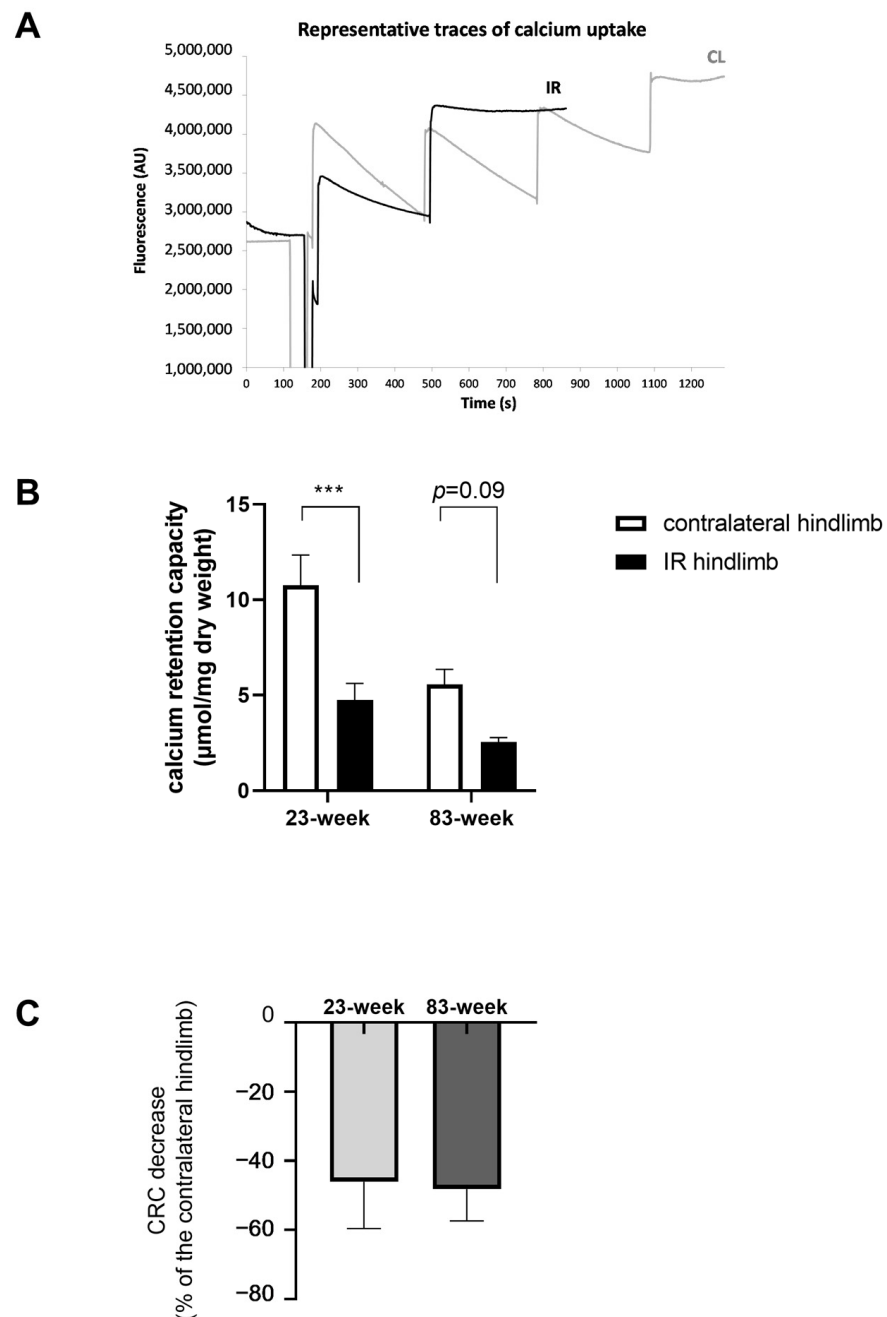 A
Representative traces of calcium uptake
CL
IR
Fluorescence (AU)
5,000,000
4,500,000
4,000,000
3,500,000
3,000,000
2,500,000
2,000,000
1,500,000
1,000,000
0 100 200 300 400 500 600 700 800 900 1000 1100 1200
Time (s)
B
calcium retention capacity
(µmol/mg dry weight)
15
10
5
0
***
p=0.09
23-week 83-week
contralateral hindlimb
IR hindlimb
C
CRC decrease
(% of the contralateral hindlimb)
23-week 83-week
0
−20
−40
−60
−80